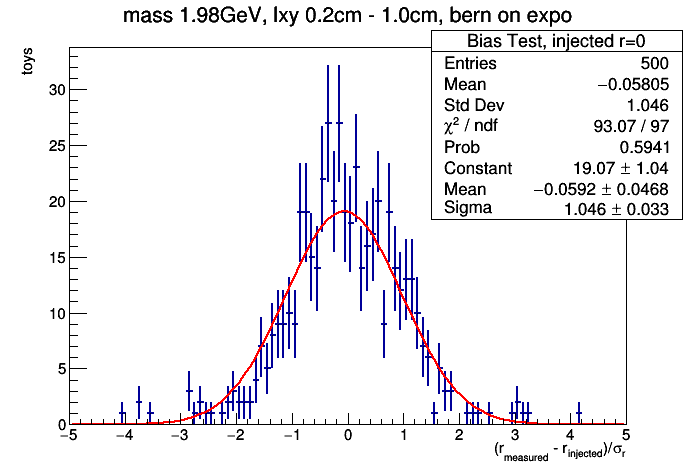 mass 1.98GeV, lxy 0.2cm - 1.0cm, bern on expo
toys
Bias Test, injected r=0
Entries 500
Mean −0.05805
Std Dev 1.046
χ² / ndf 93.07 / 97
Prob 0.5941
Constant 19.07 ± 1.04
Mean −0.0592 ± 0.0468
Sigma 1.046 ± 0.033
30
25
20
15
10
5
0
−5 −4 −3 −2 −1 0 1 2 3 4 5
(r_measured - r_injected)/σ_r